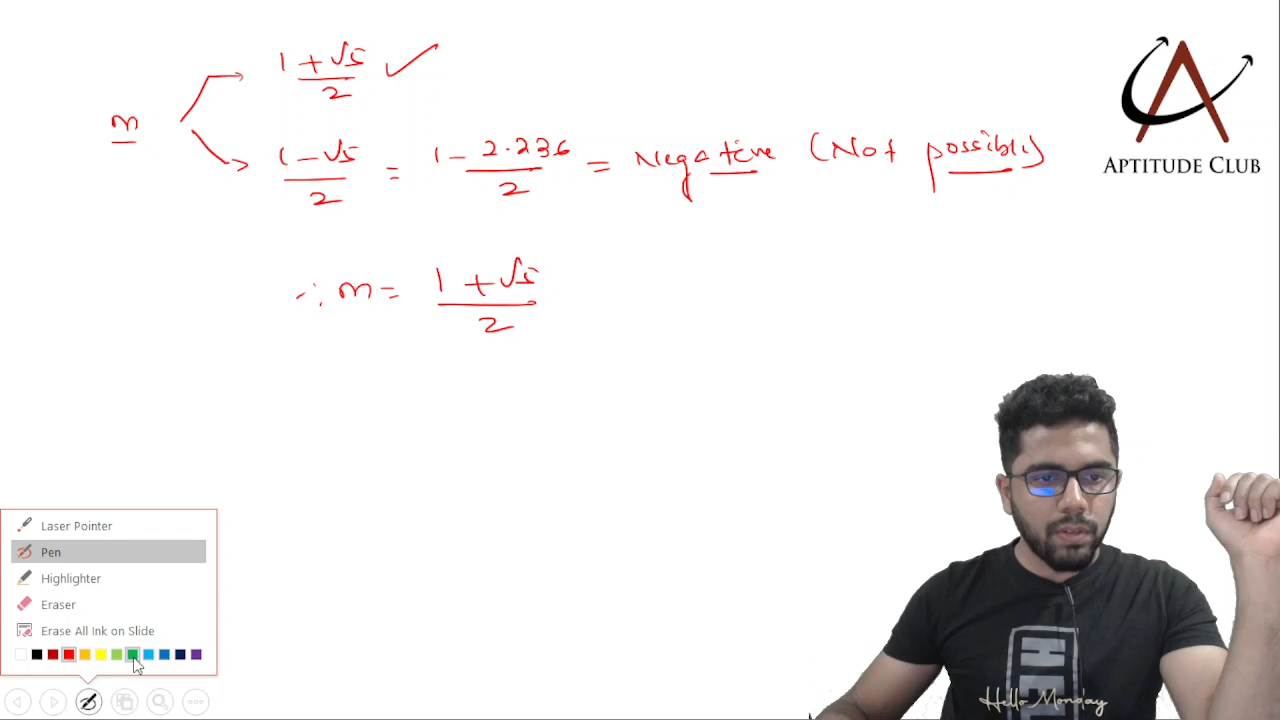 m
1 + √5 / 2 ✓
1 - √5 / 2 = 1 - 2.236 / 2 = Negative (Not possible)
∴ m = 1 + √5 / 2
APTITUDE CLUB
Laser Pointer
Pen
Highlighter
Eraser
Erase All Ink on Slide
HEL
Hello Monday